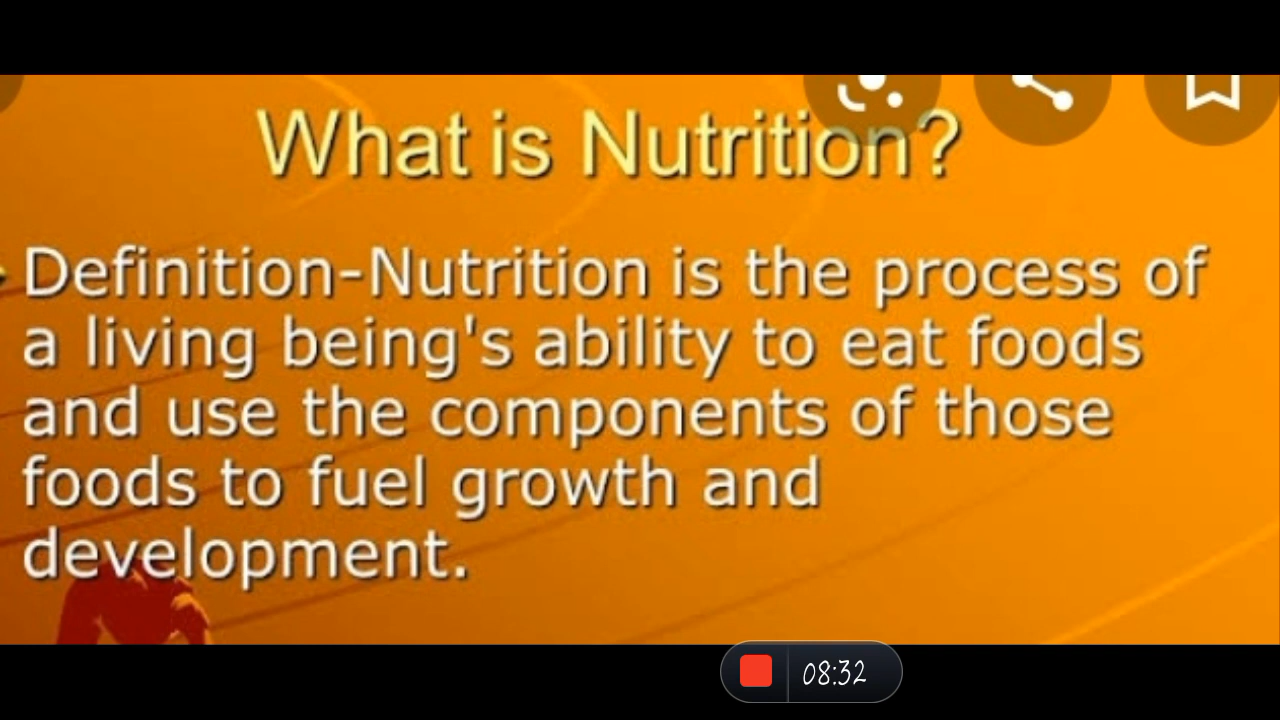 What is Nutrition?
Definition-Nutrition is the process of
a living being's ability to eat foods
and use the components of those
foods to fuel growth and
development.
08:32